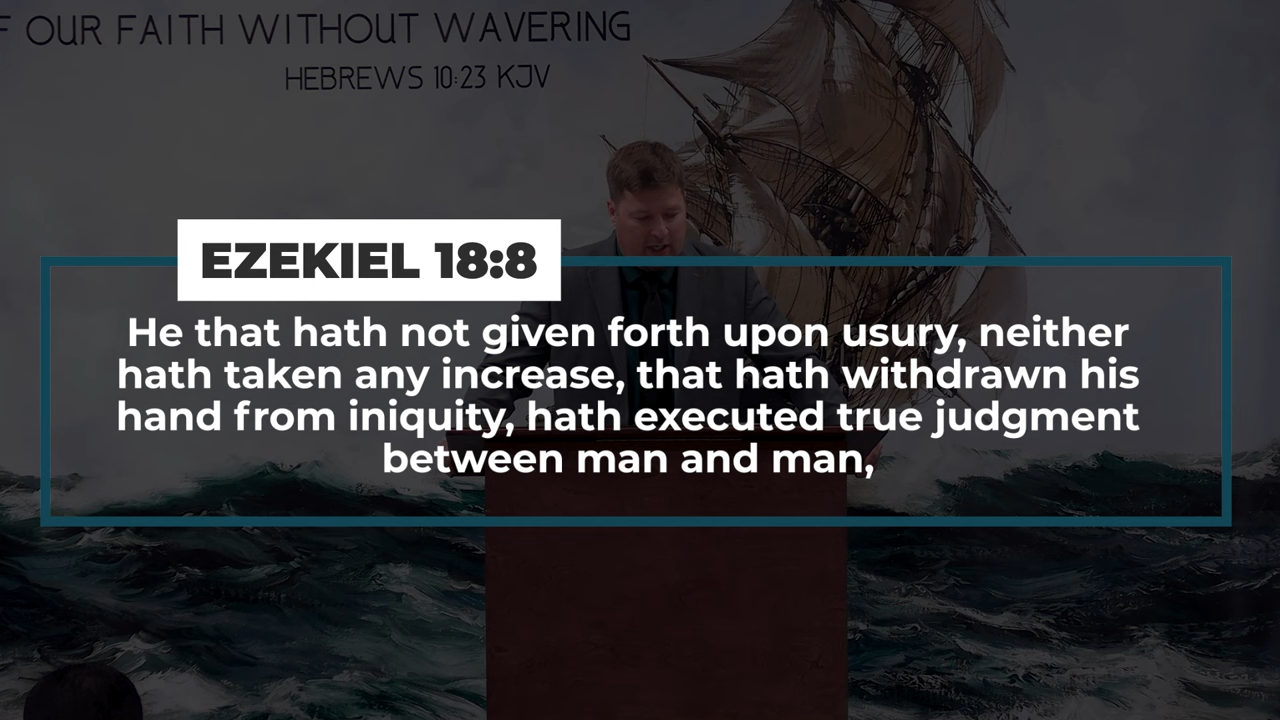 OUR FAITH WITHOUT WAVERING
HEBREWS 10:23 KJV
EZEKIEL 18:8
He that hath not given forth upon usury, neither
hath taken any increase, that hath withdrawn his
hand from iniquity, hath executed true judgment
between man and man,